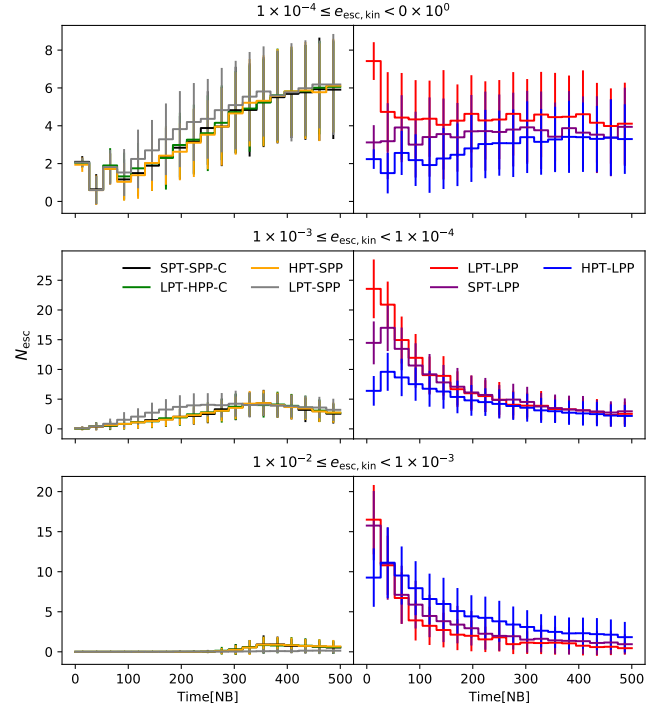 1 × 10⁻⁴ ≤ e_esc, kin < 0 × 10⁰
8
6
4
2
0
1 × 10⁻³ ≤ e_esc, kin < 1 × 10⁻⁴
25
20
15
10
5
0
N_esc
SPT-SPP-C HPT-SPP
LPT-HPP-C LPT-SPP
LPT-LPP HPT-LPP
SPT-LPP
1 × 10⁻² ≤ e_esc, kin < 1 × 10⁻³
20
15
10
5
0
0 100 200 300 400 500 0 100 200 300 400 500
Time[NB] Time[NB]